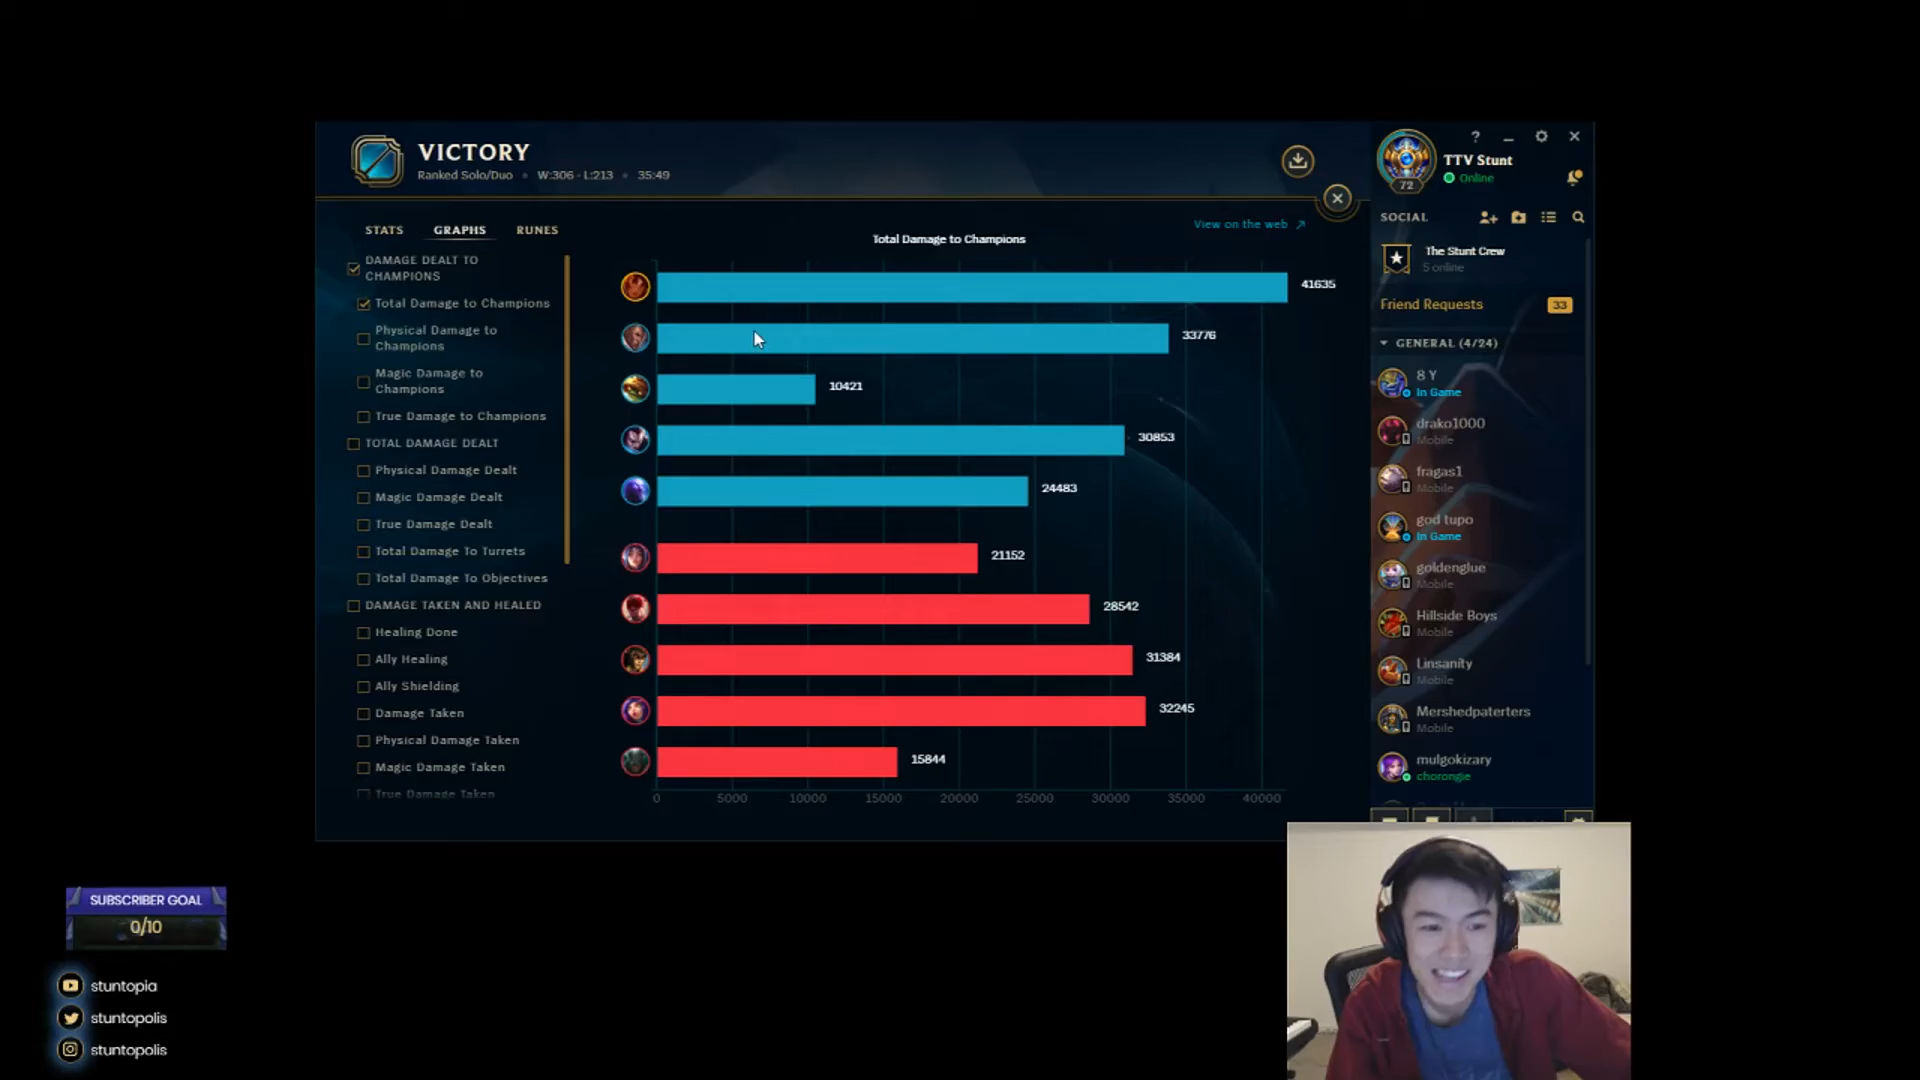 VICTORY
Ranked Solo/Duo • W:306 - L:213 • 35:49
STATS GRAPHS RUNES
View on the web
DAMAGE DEALT TO
CHAMPIONS
Total Damage to Champions
Physical Damage to
Champions
Magic Damage to
Champions
True Damage to Champions
TOTAL DAMAGE DEALT
Physical Damage Dealt
Magic Damage Dealt
True Damage Dealt
Total Damage To Turrets
Total Damage To Objectives
DAMAGE TAKEN AND HEALED
Healing Done
Ally Healing
Ally Shielding
Damage Taken
Physical Damage Taken
Magic Damage Taken
True Damage Taken
Total Damage to Champions
41635
33776
10421
30853
24483
21152
28542
31384
32245
15844
0 5000 10000 15000 20000 25000 30000 35000 40000
?
72
TTV Stunt
Online
SOCIAL
The Stunt Crew
5 online
Friend Requests 33
GENERAL (4/24)
8 Y
In Game
drako1000
Mobile
fragas1
Mobile
god tupo
In Game
goldenglue
Mobile
Hillside Boys
Mobile
Linsanity
Mobile
Mershedpaterters
Mobile
mulgokizary
chorongie
SUBSCRIBER GOAL
0/10
stuntopia
stuntopolis
stuntopolis